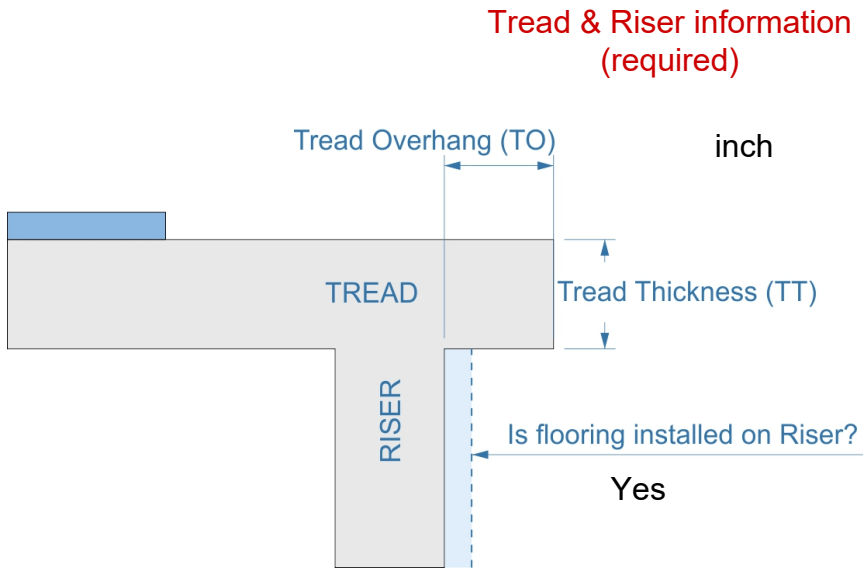 Tread & Riser information
(required)
Tread Overhang (TO)
inch
TREAD
Tread Thickness (TT)
RISER
Is flooring installed on Riser?
Yes